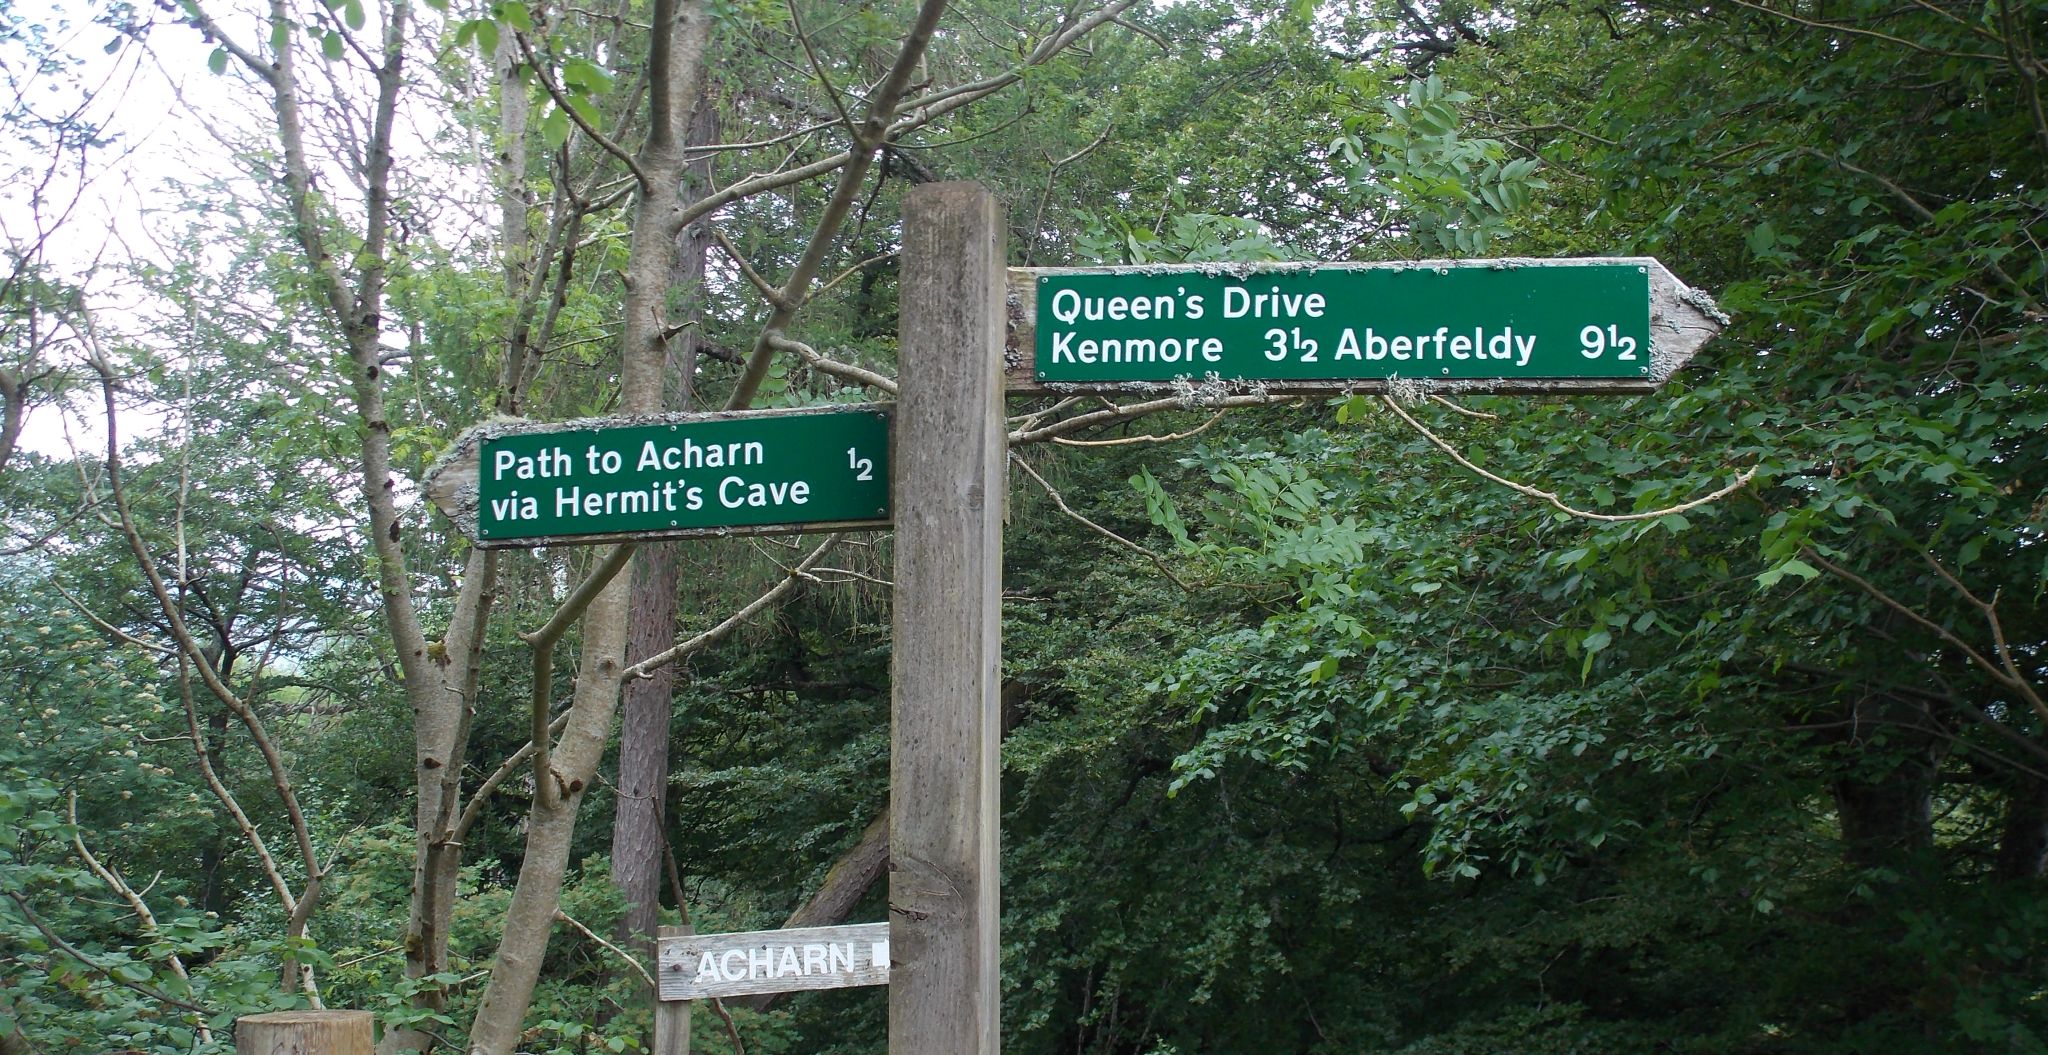 Queen's Drive
Kenmore 3½ Aberfeldy 9½
Path to Acharn ½
via Hermit's Cave
ACHARN